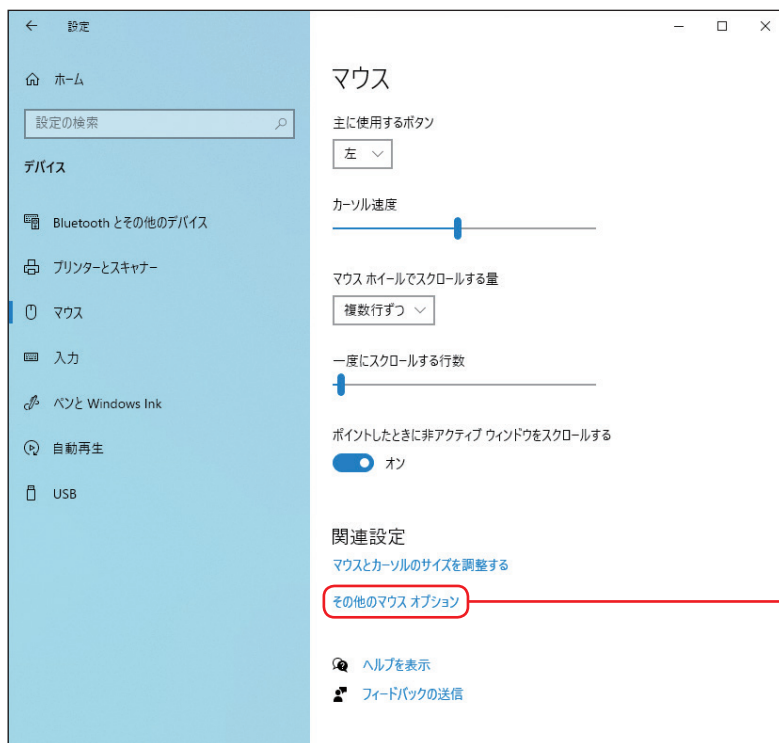 設定
ホーム
設定の検索
デバイス
Bluetooth とその他のデバイス
プリンターとスキャナー
マウス
入力
ペンと Windows Ink
自動再生
USB
マウス
主に使用するボタン
左
カーソル速度
マウス ホイールでスクロールする量
複数行ずつ
一度にスクロールする行数
ポイントしたときに非アクティブ ウィンドウをスクロールする
オン
関連設定
マウスとカーソルのサイズを調整する
その他のマウス オプション
ヘルプを表示
フィードバックの送信